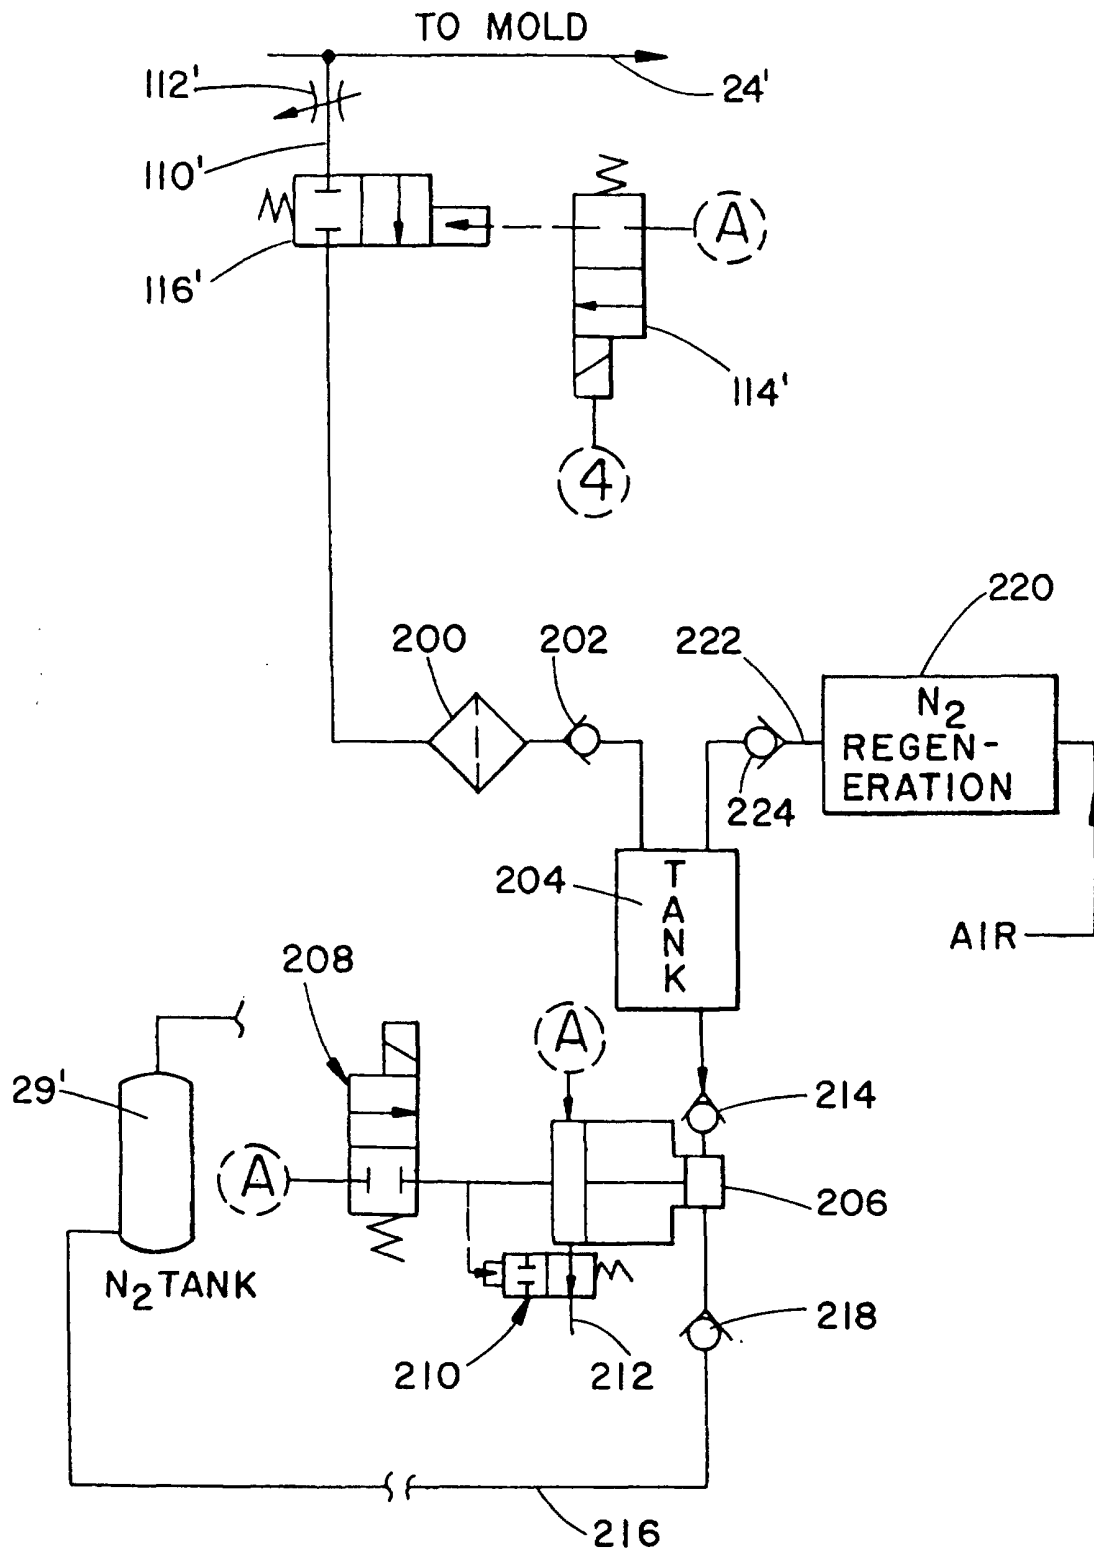 TO MOLD
112'
24'
110'
A
116'
114'
4
220
200
202
222
N2
REGEN-
ERATION
224
204
TANK
AIR
208
A
29'
214
A
206
N2 TANK
218
210
212
216